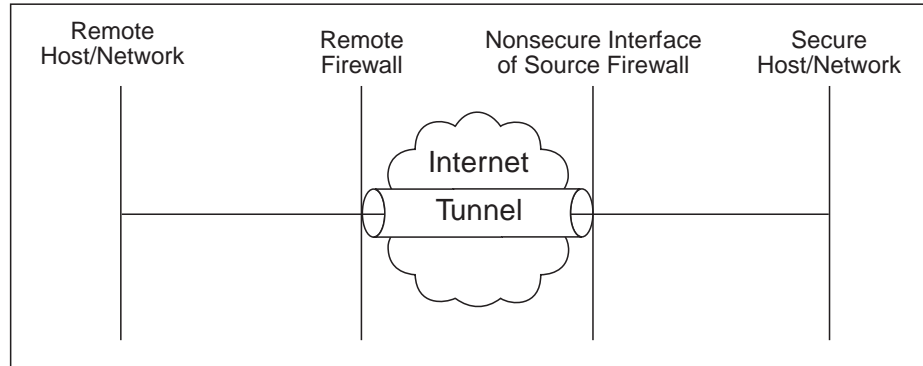 Remote
Host/Network
Remote
Firewall
Nonsecure Interface
of Source Firewall
Secure
Host/Network
Internet
Tunnel